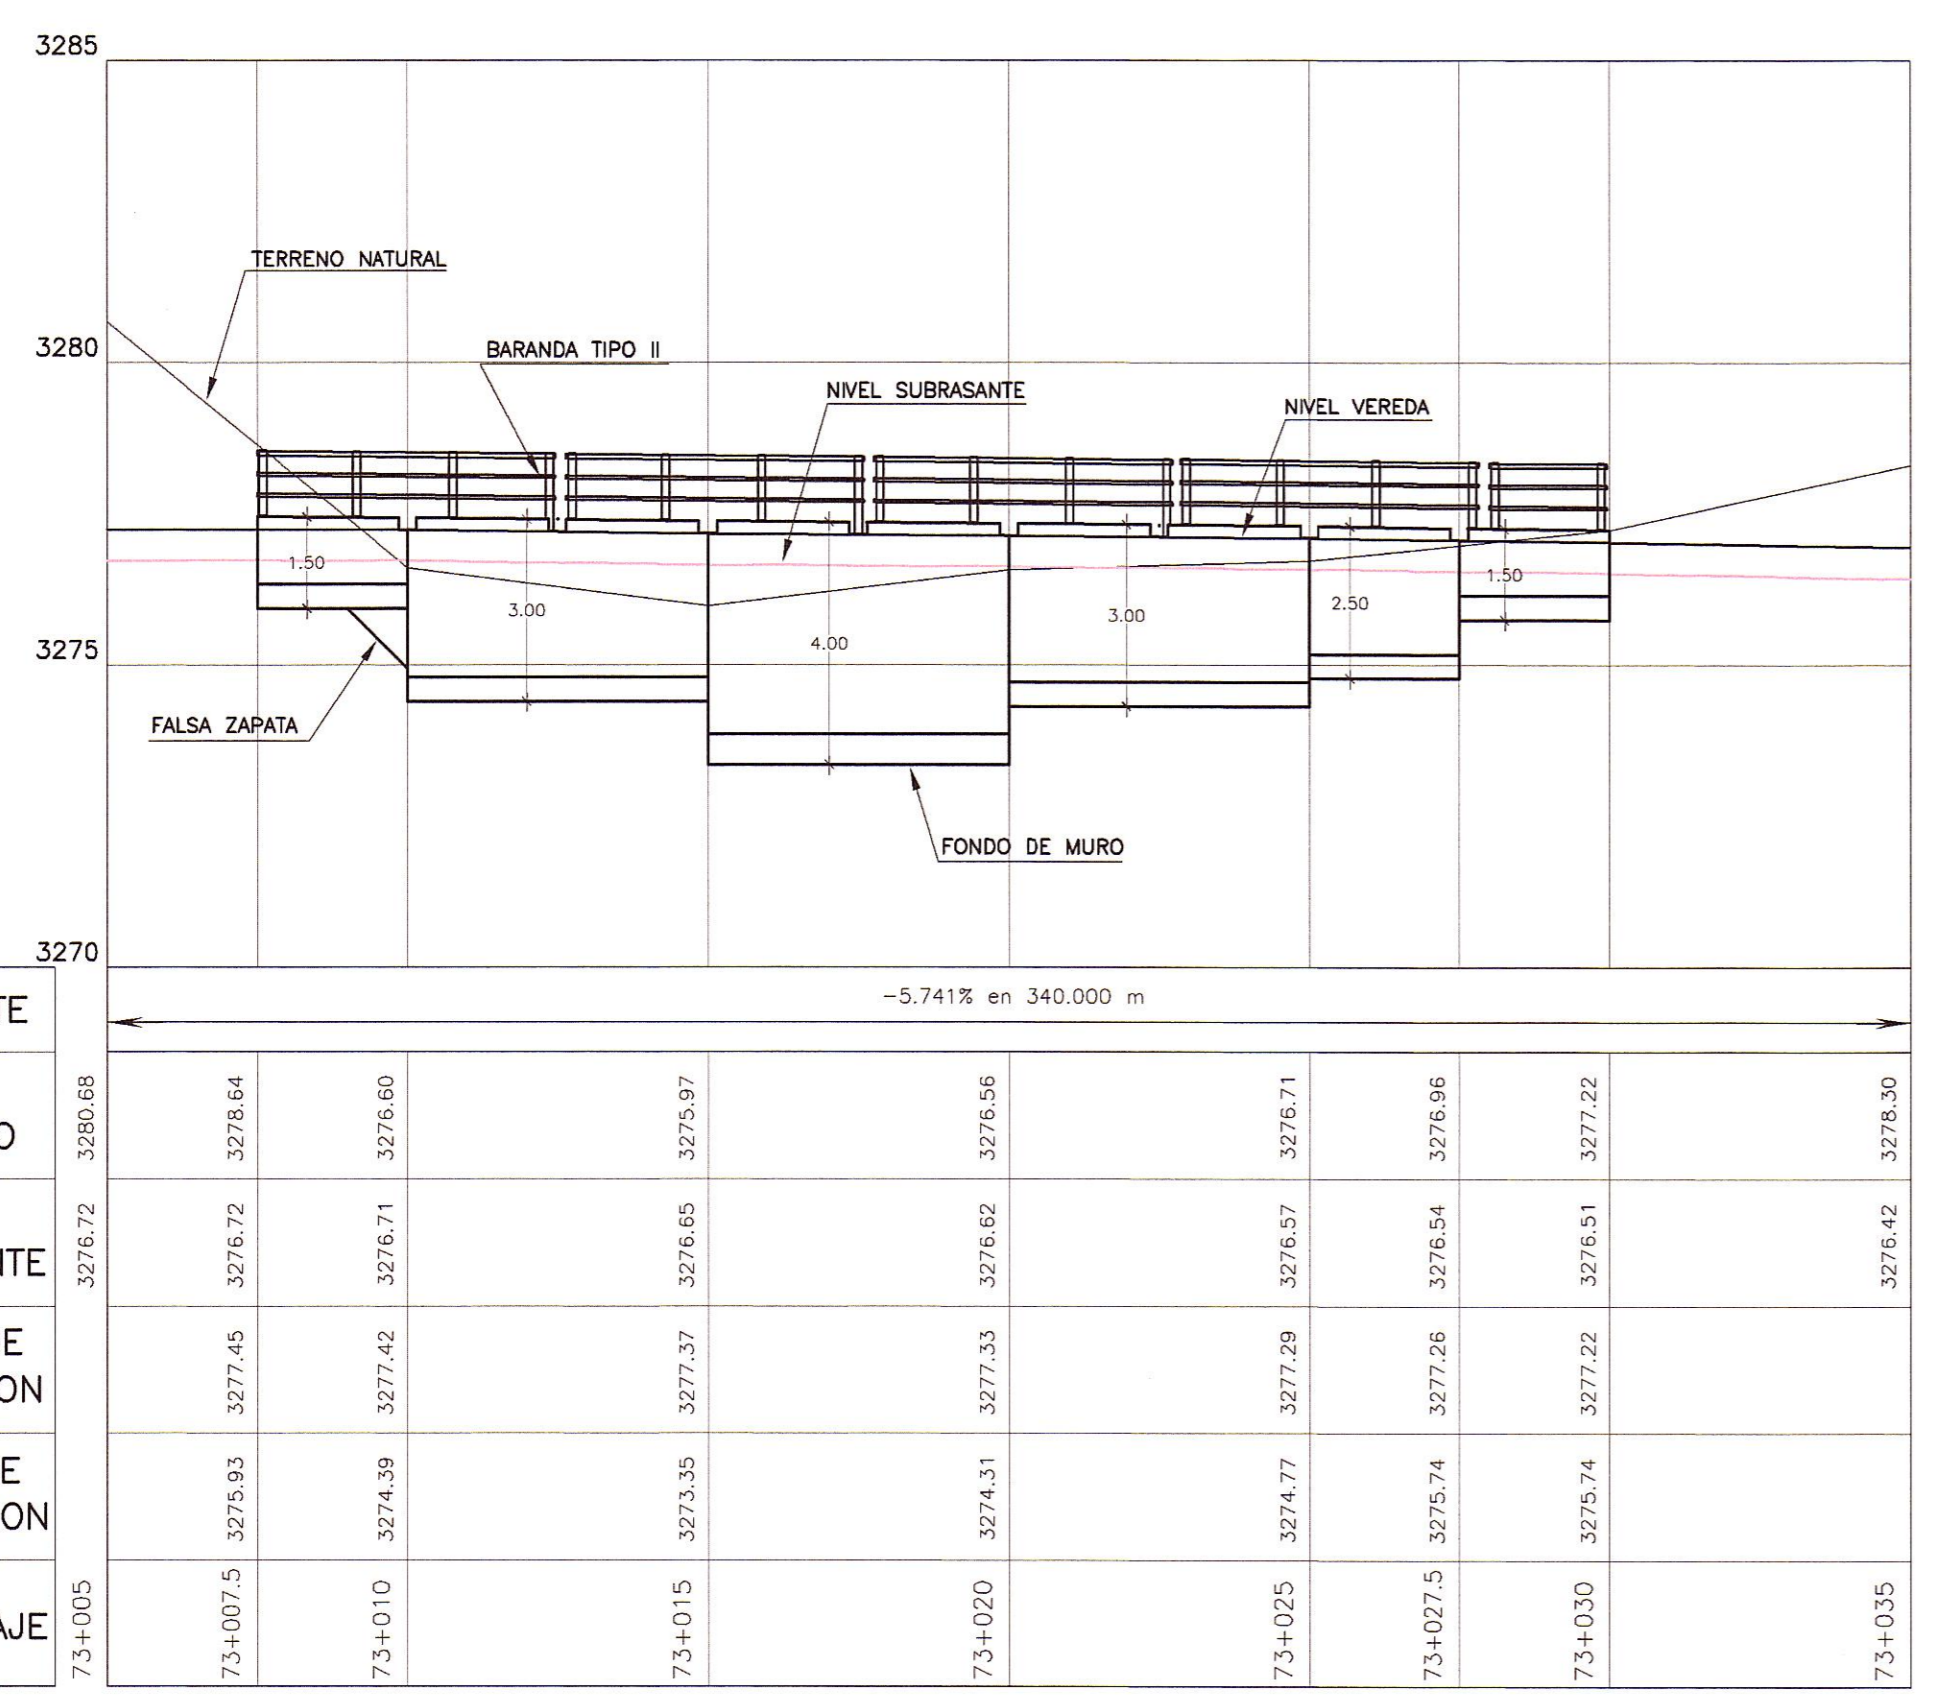 3285
TERRENO NATURAL
3280
BARANDA TIPO II
NIVEL SUBRASANTE
NIVEL VEREDA
1.50
3.00
4.00
3.00
2.50
1.50
3275
FALSA ZAPATA
FONDO DE MURO
3270
TE
-5.741% en 340.000 m
O
3280.68 3278.64 3276.60 3275.97 3276.56 3276.71 3276.96 3277.22 3278.30
NTE
3276.72 3276.72 3276.71 3276.65 3276.62 3276.57 3276.54 3276.51 3276.42
E
ON
3277.45 3277.42 3277.37 3277.33 3277.29 3277.26 3277.22
E
ON
3275.93 3274.39 3273.35 3274.31 3274.77 3275.74 3275.74
AJE
73+005 73+007.5 73+010 73+015 73+020 73+025 73+027.5 73+030 73+035